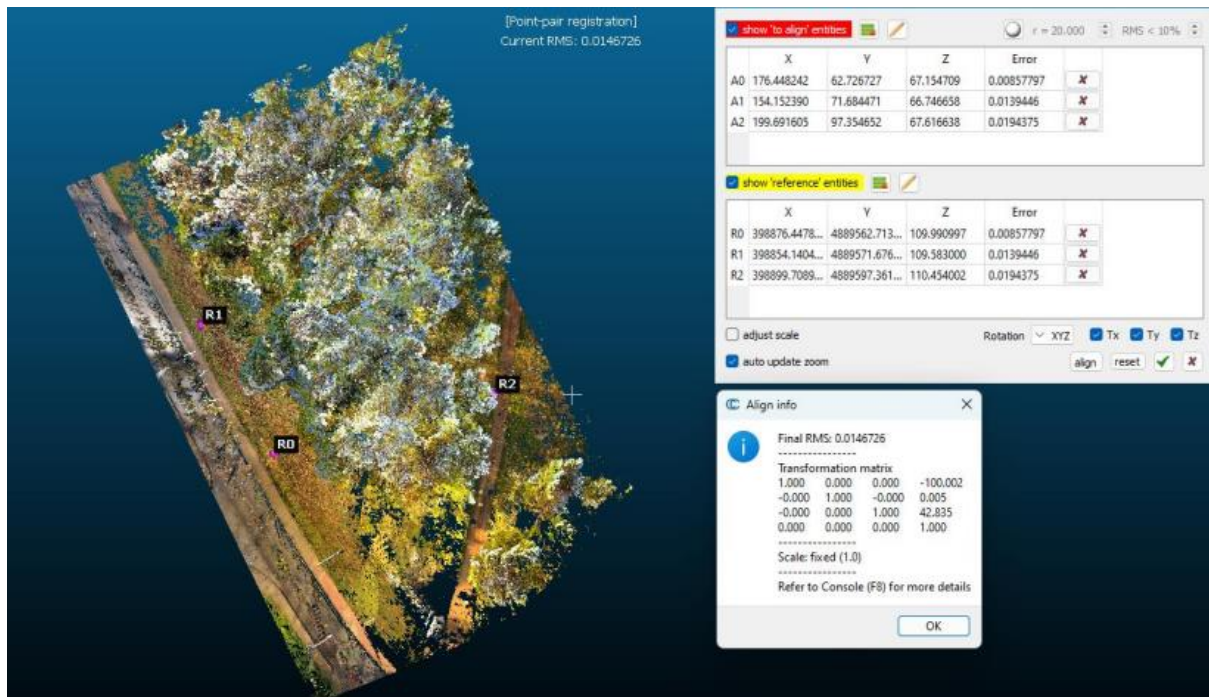 [Point-pair registration]
Current RMS: 0.0146726
show 'to align' entities r = 20.000 RMS < 10%
X Y Z Error
A0 176.448242 62.726727 67.154709 0.00857797
A1 154.152390 71.684471 66.746658 0.0139446
A2 199.691605 97.354652 67.616638 0.0194375
show 'reference' entities
X Y Z Error
R0 398876.4478... 4889562.713... 109.990997 0.00857797
R1 398854.1404... 4889571.676... 109.583000 0.0139446
R2 398899.7089... 4889597.361... 110.454002 0.0194375
adjust scale Rotation XYZ Tx Ty Tz
auto update zoom align reset
R1
R2
R0
Align info
Final RMS: 0.0146726
----------------
Transformation matrix
1.000 0.000 0.000 -100.002
-0.000 1.000 -0.000 0.005
-0.000 0.000 1.000 42.835
0.000 0.000 0.000 1.000
----------------
Scale: fixed (1.0)
----------------
Refer to Console (F8) for more details
OK